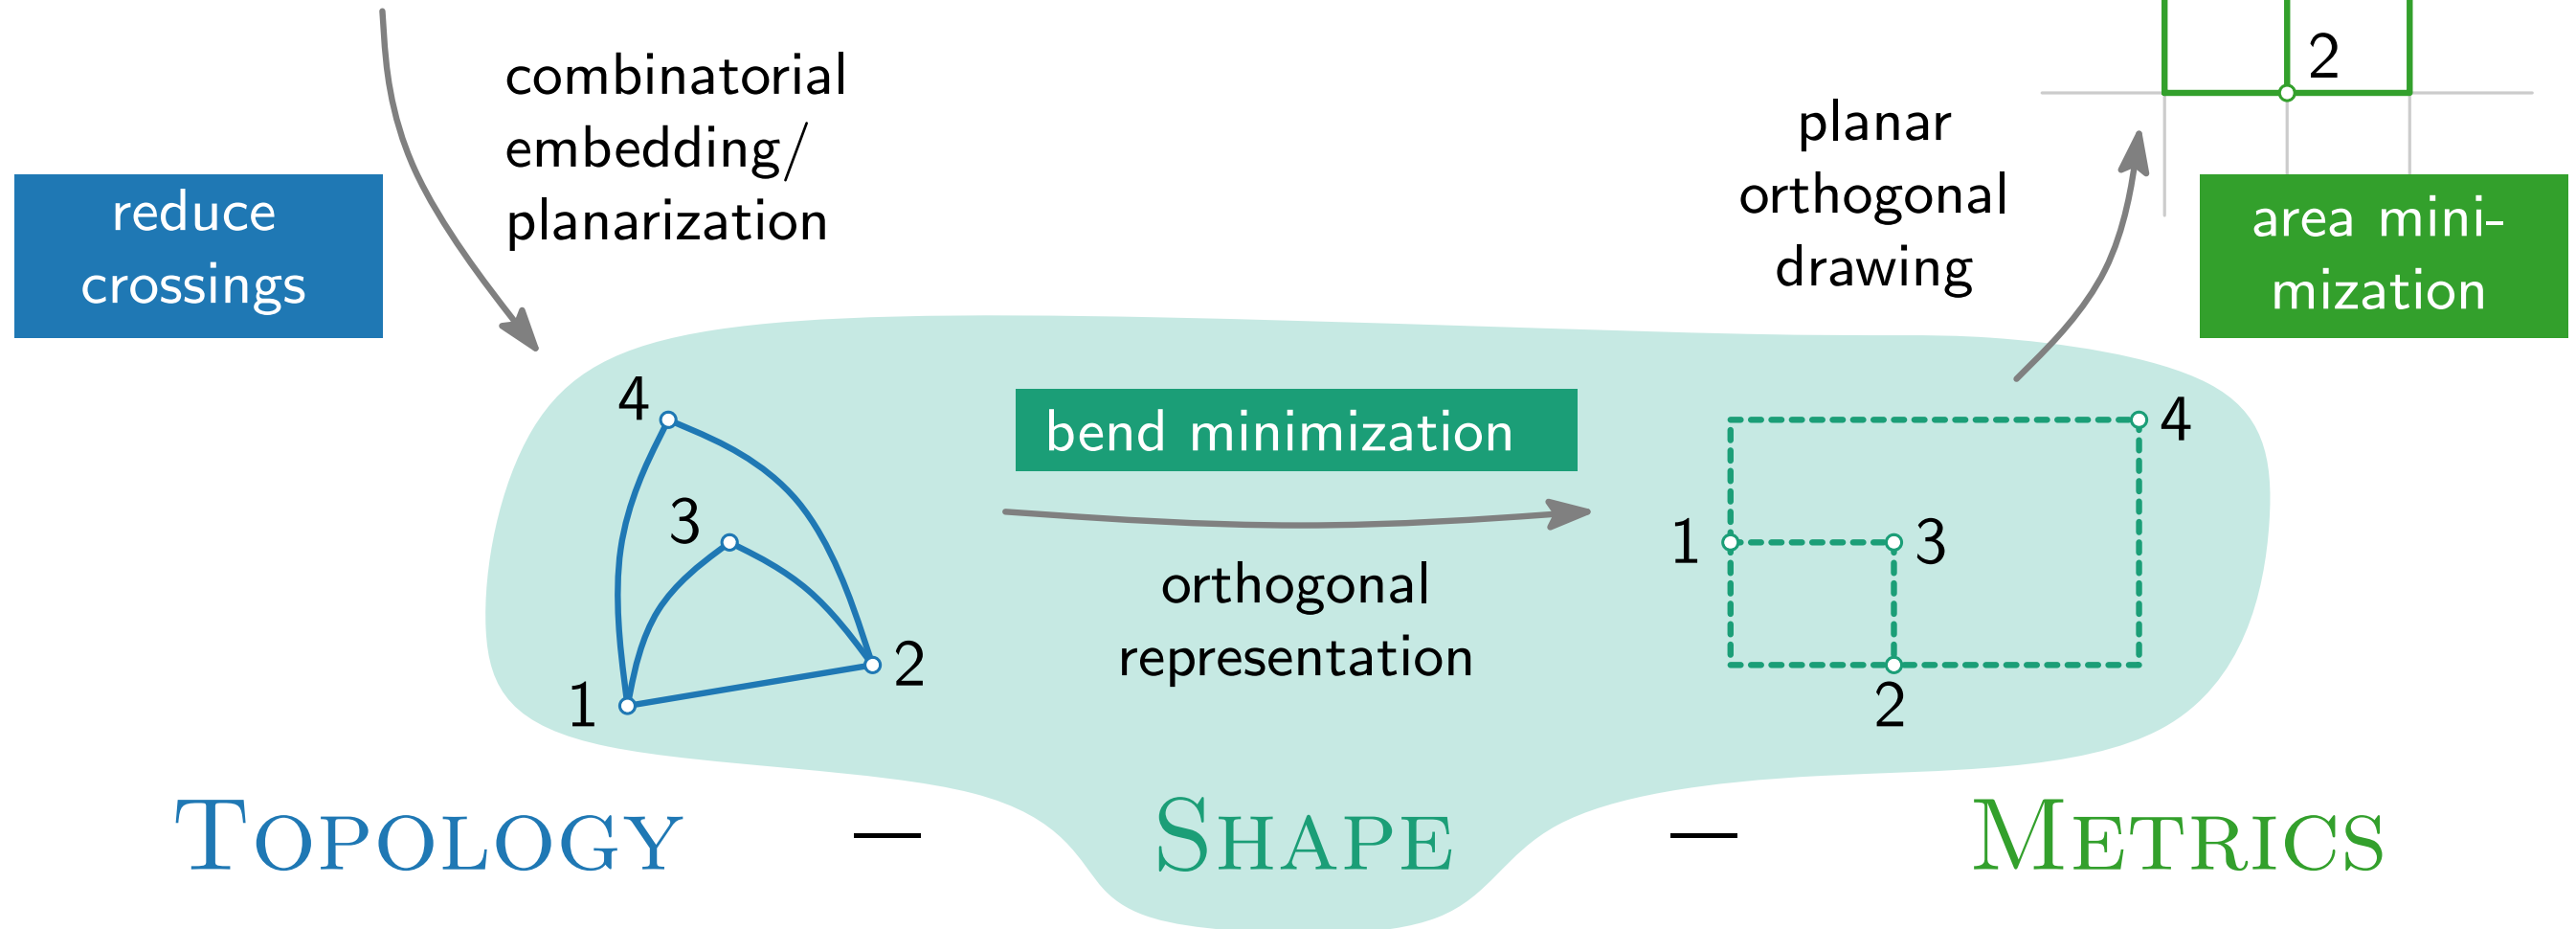 combinatorial
embedding/
planarization
reduce
crossings
2
planar
orthogonal
drawing
area mini-
mization
4
3
1
2
bend minimization
orthogonal
representation
4
1
3
2
TOPOLOGY — SHAPE — METRICS